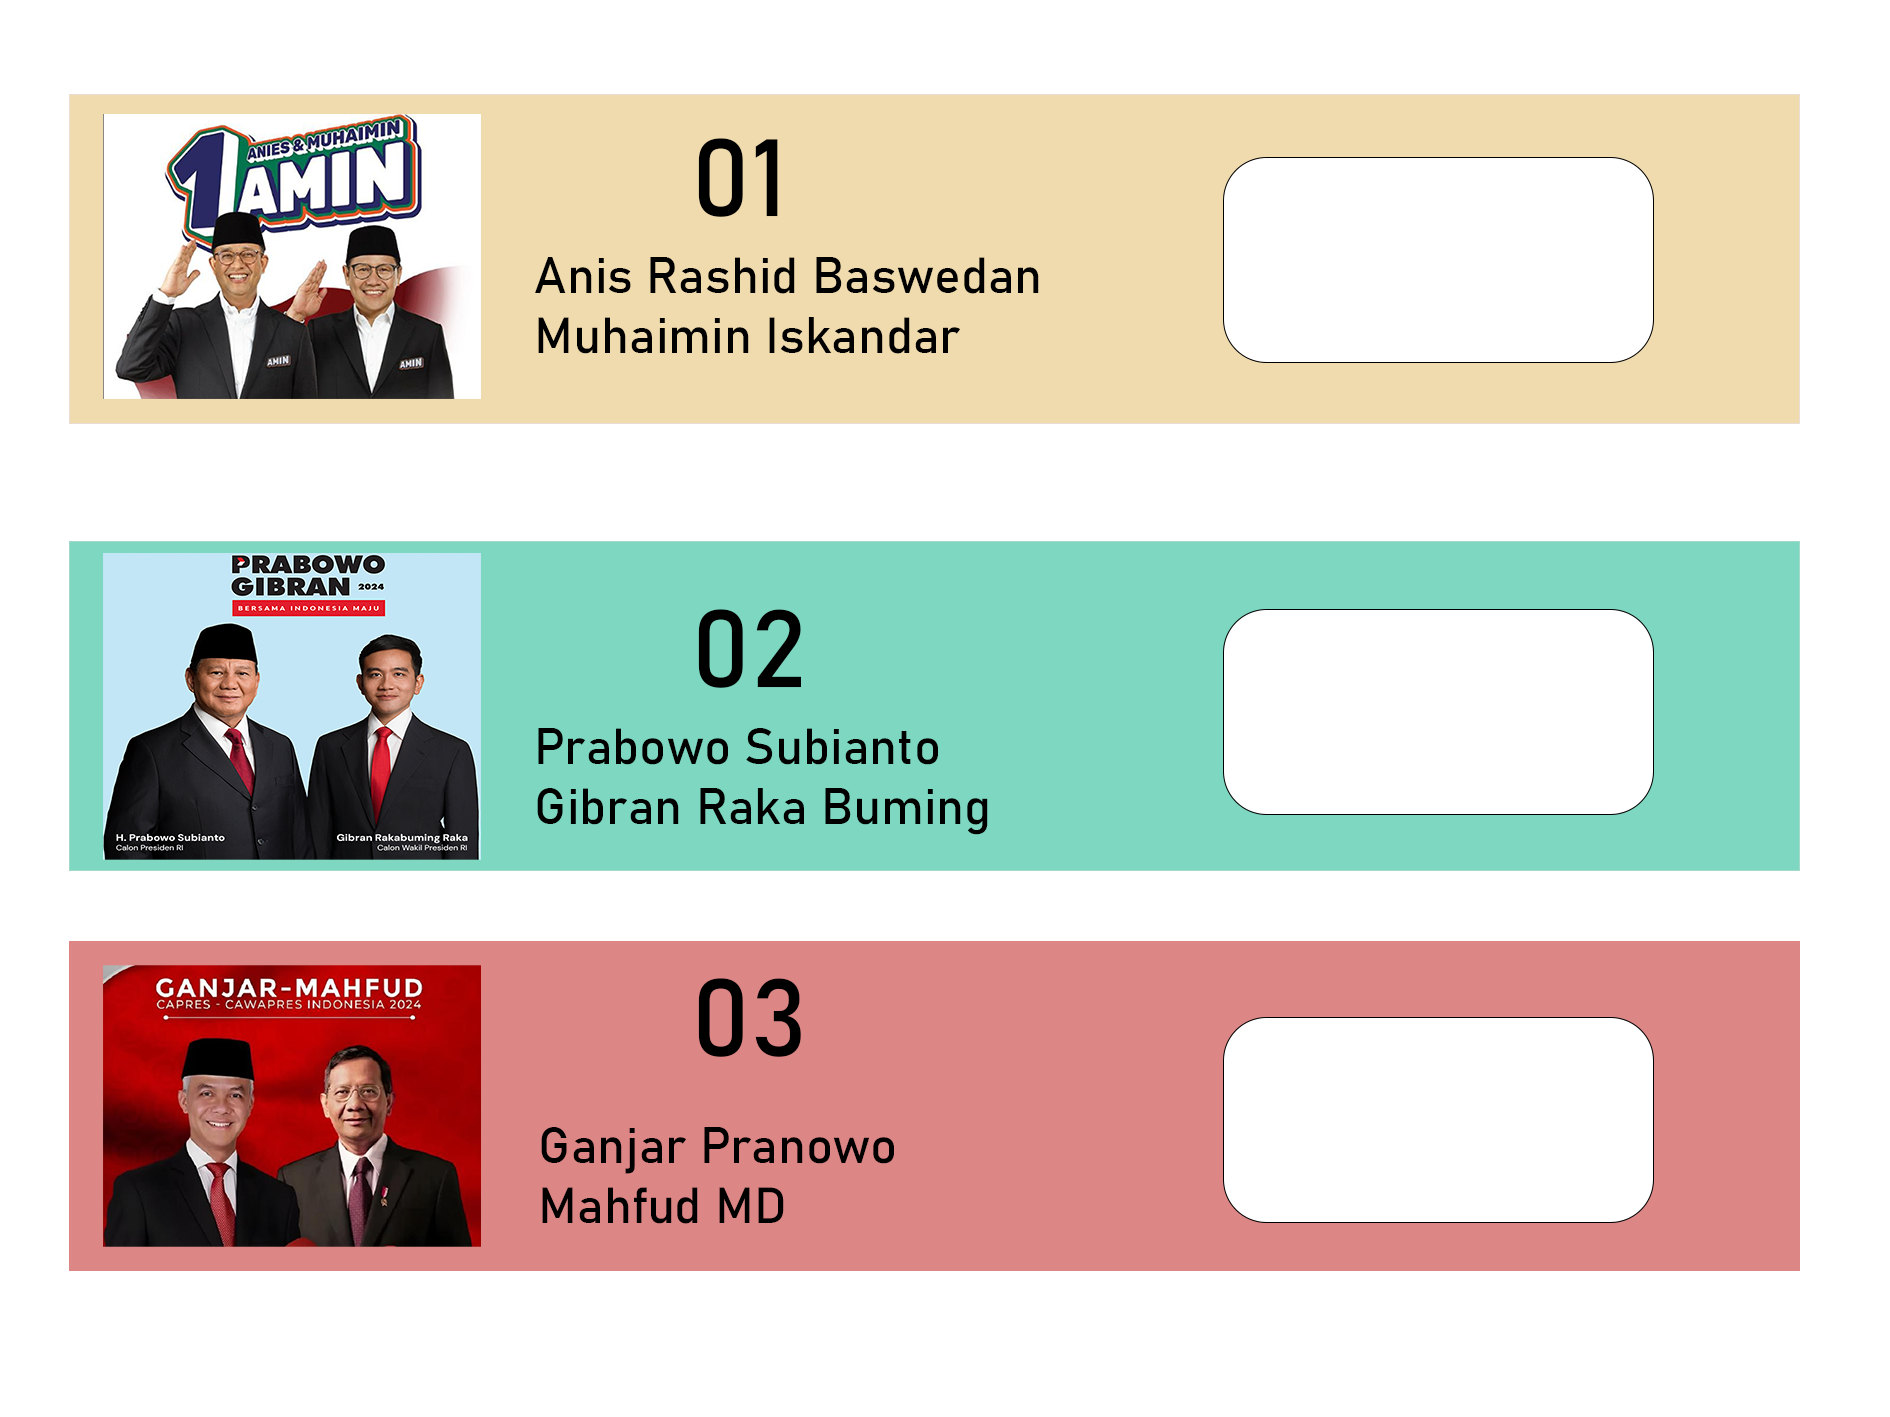 ANIES & MUHAIMIN
1 AMIN
AMIN
AMIN
01
Anis Rashid Baswedan
Muhaimin Iskandar
PRABOWO
GIBRAN 2024
BERSAMA INDONESIA MAJU
H. Prabowo Subianto
Calon Presiden RI
Gibran Rakabuming Raka
Calon Wakil Presiden RI
02
Prabowo Subianto
Gibran Raka Buming
GANJAR-MAHFUD
CAPRES - CAWAPRES INDONESIA 2024
03
Ganjar Pranowo
Mahfud MD